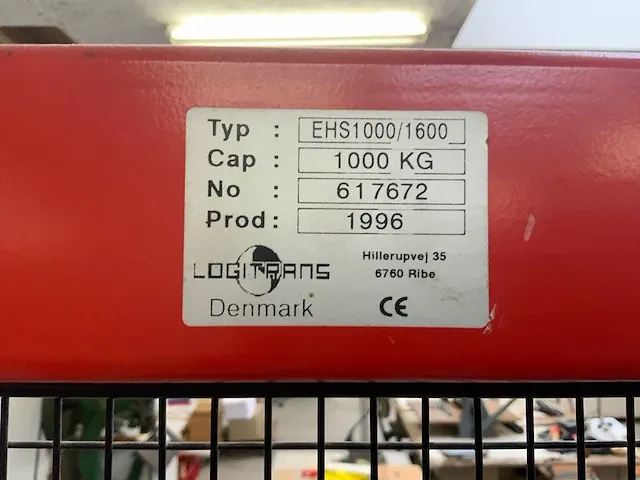 Typ : EHS1000/1600
Cap : 1000 KG
No : 617672
Prod: 1996
LOGITRANS
Denmark
Hillerupvej 35
6760 Ribe
CE